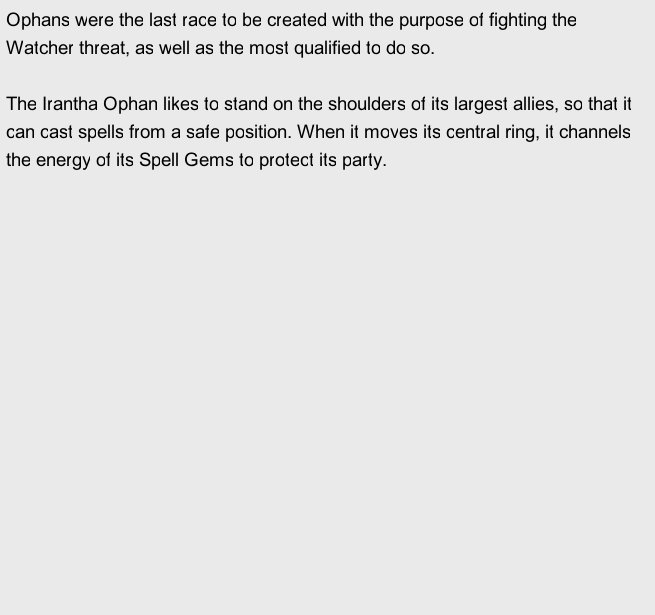 Ophans were the last race to be created with the purpose of fighting the
Watcher threat, as well as the most qualified to do so.
The Irantha Ophan likes to stand on the shoulders of its largest allies, so that it
can cast spells from a safe position. When it moves its central ring, it channels
the energy of its Spell Gems to protect its party.